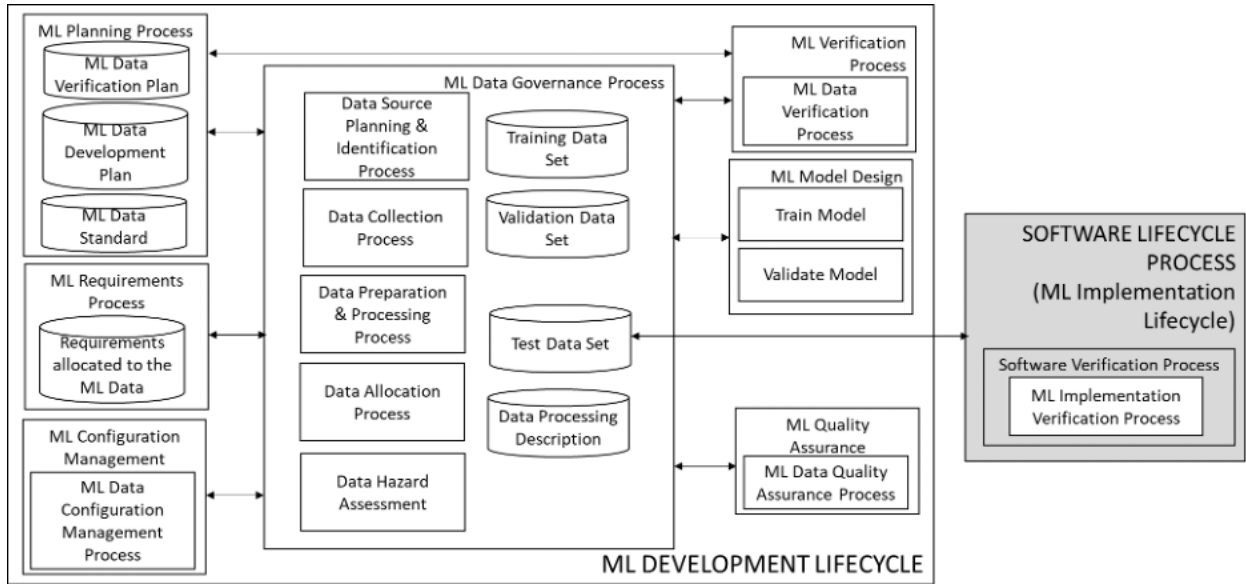 ML Planning Process
ML Data
Verification Plan
ML Data
Development
Plan
ML Data
Standard
ML Requirements
Process
Requirements
allocated to the
ML Data
ML Configuration
Management
ML Data
Configuration
Management
Process
ML Data Governance Process
Data Source
Planning &
Identification
Process
Data Collection
Process
Data Preparation
& Processing
Process
Data Allocation
Process
Data Hazard
Assessment
Training Data
Set
Validation Data
Set
Test Data Set
Data Processing
Description
ML Verification
Process
ML Data
Verification
Process
ML Model Design
Train Model
Validate Model
ML Quality
Assurance
ML Data Quality
Assurance Process
ML DEVELOPMENT LIFECYCLE
SOFTWARE LIFECYCLE
PROCESS
(ML Implementation
Lifecycle)
Software Verification Process
ML Implementation
Verification Process